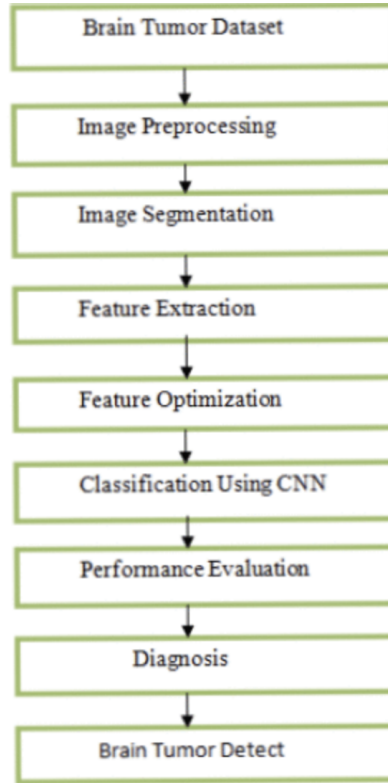 Brain Tumor Dataset
Image Preprocessing
Image Segmentation
Feature Extraction
Feature Optimization
Classification Using CNN
Performance Evaluation
Diagnosis
Brain Tumor Detect